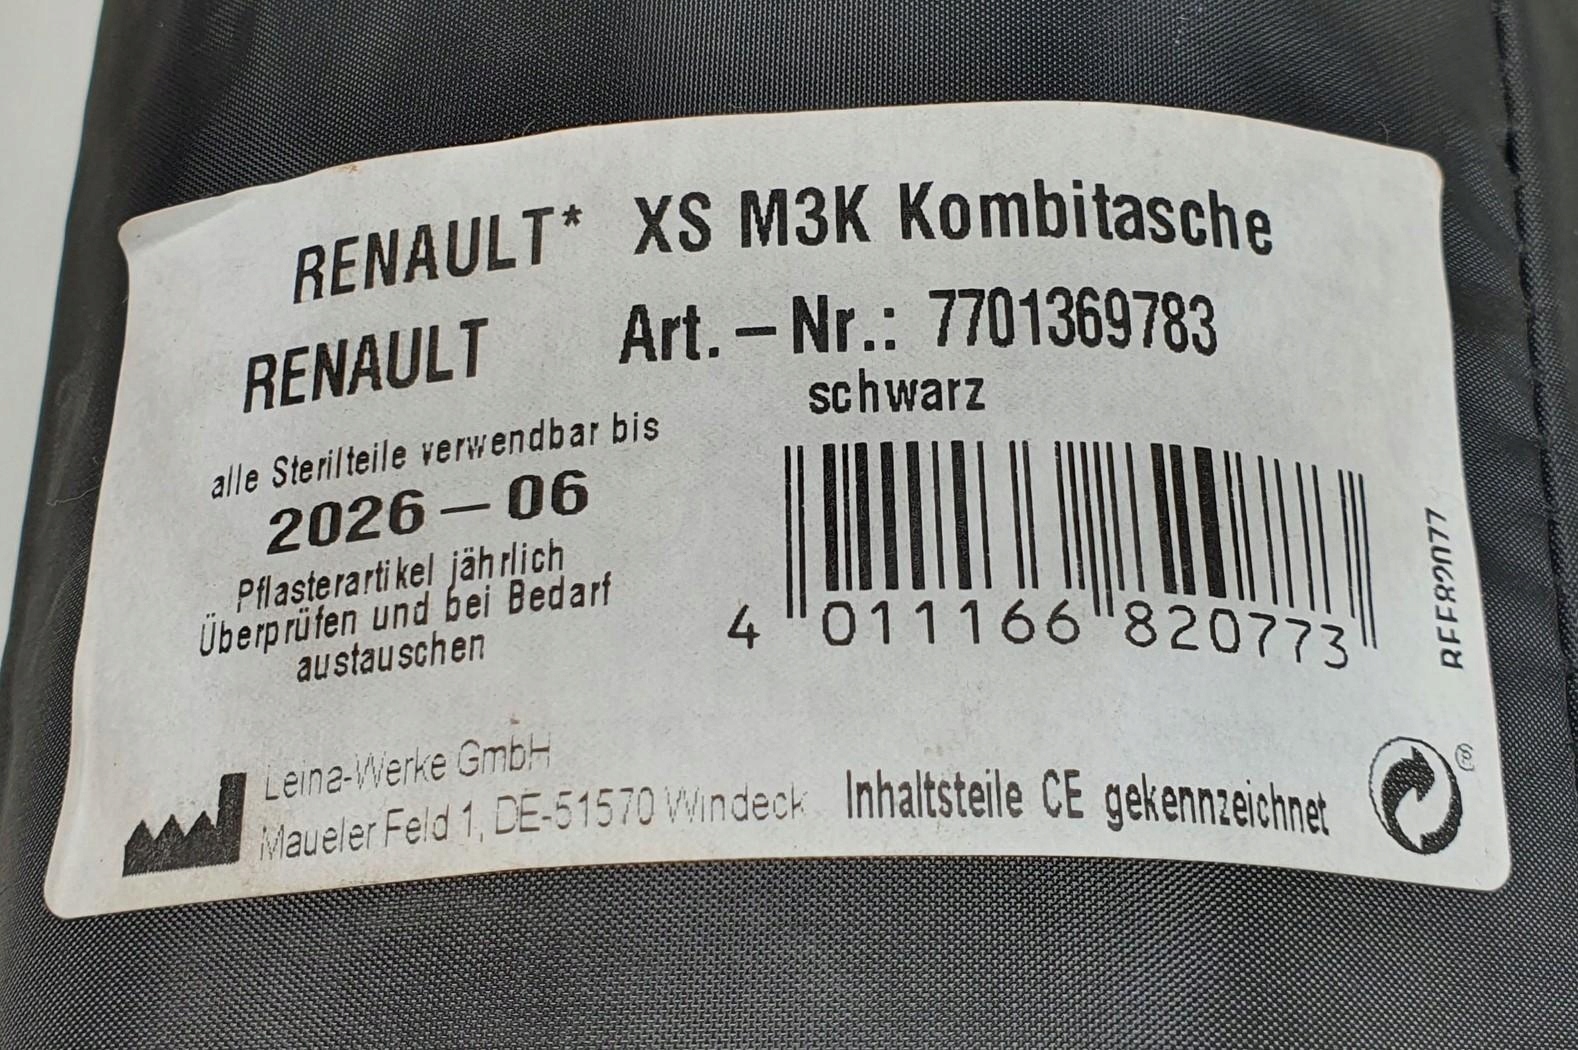 RENAULT* XS M3K Kombitasche
RENAULT Art.-Nr.: 7701369783
schwarz
alle Sterilteile verwendbar bis
2026-06
Pflasterartikel jährlich
Überprüfen und bei Bedarf
austauschen
4 011166 820773
REF82077
Leina-Werke GmbH
Maueler Feld 1, DE-51570 Windeck
Inhaltsteile CE gekennzeichnet
®